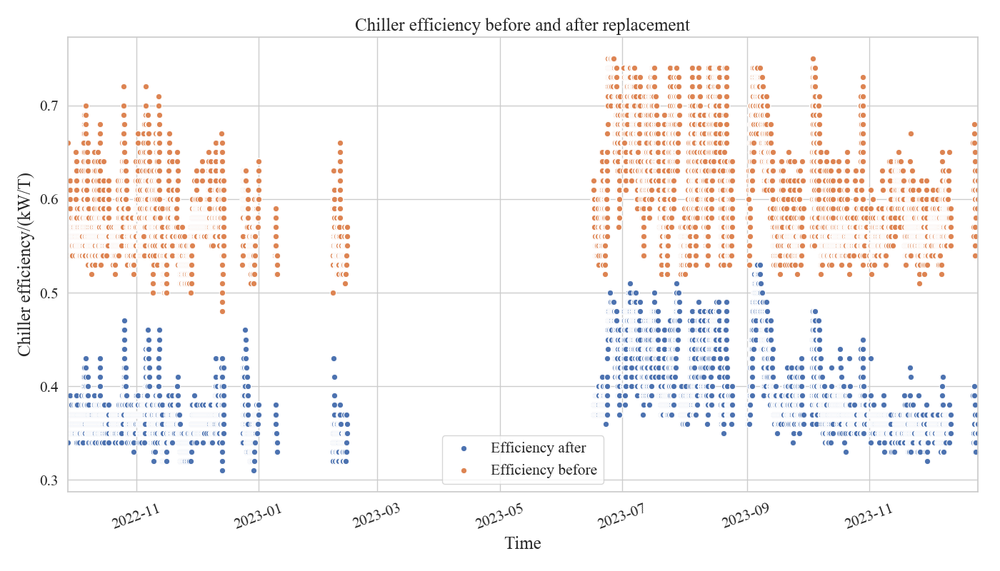 Chiller efficiency before and after replacement
Chiller efficiency/(kW/T)
0.7
0.6
0.5
0.4
0.3
Efficiency after
Efficiency before
2022-11
2023-01
2023-03
2023-05
2023-07
2023-09
2023-11
Time